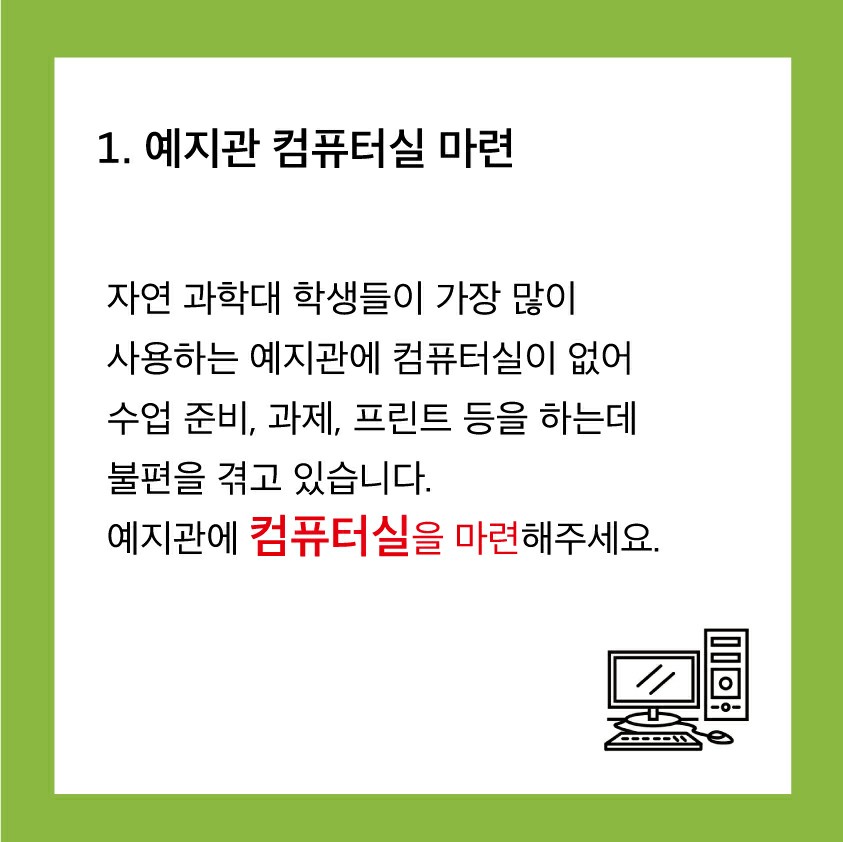 1. 예지관 컴퓨터실 마련
자연 과학대 학생들이 가장 많이
사용하는 예지관에 컴퓨터실이 없어
수업 준비, 과제, 프린트 등을 하는데
불편을 겪고 있습니다.
예지관에 컴퓨터실을 마련해주세요.